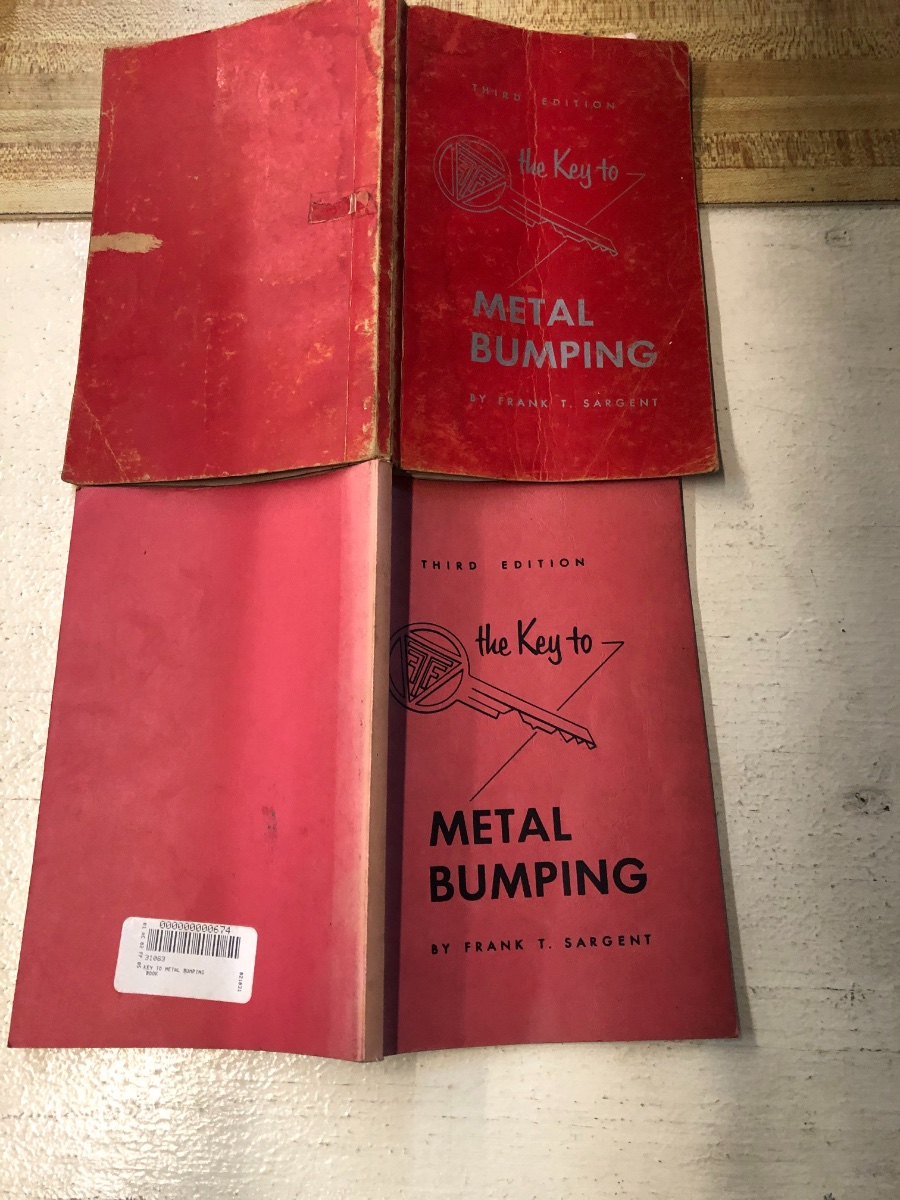 THIRD EDITION
the Key to
METAL
BUMPING
BY FRANK T. SARGENT
THIRD EDITION
the Key to
METAL
BUMPING
BY FRANK T. SARGENT
000000000674
31063
KEY TO METAL BUMPING
BOOK